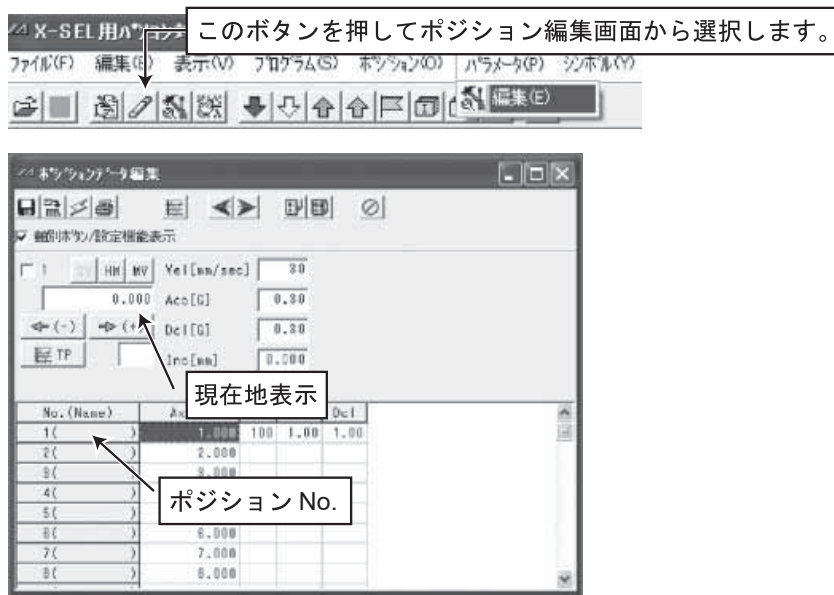 X-SEL用パ
このボタンを押してポジション編集画面から選択します。
ファイル(F) 編集(E) 表示(V) プログラム(S) ポジション(O) パラメータ(P) シンボル(Y)
編集(E)
ポジションデータ編集
軸別ボタン/設定機能表示
1 SV HM MV Vel[mm/sec] 30
0.000 Acc[G] 0.30
(-) (+) Dcl[G] 0.30
TP Inc[mm] 0.000
現在地表示
No.(Name) Dcl
1( ) 1.000 100 1.00 1.00
2( ) 2.000
3( ) 3.000
4( )
ポジション No.
5( )
6( ) 6.000
7( ) 7.000
8( ) 8.000